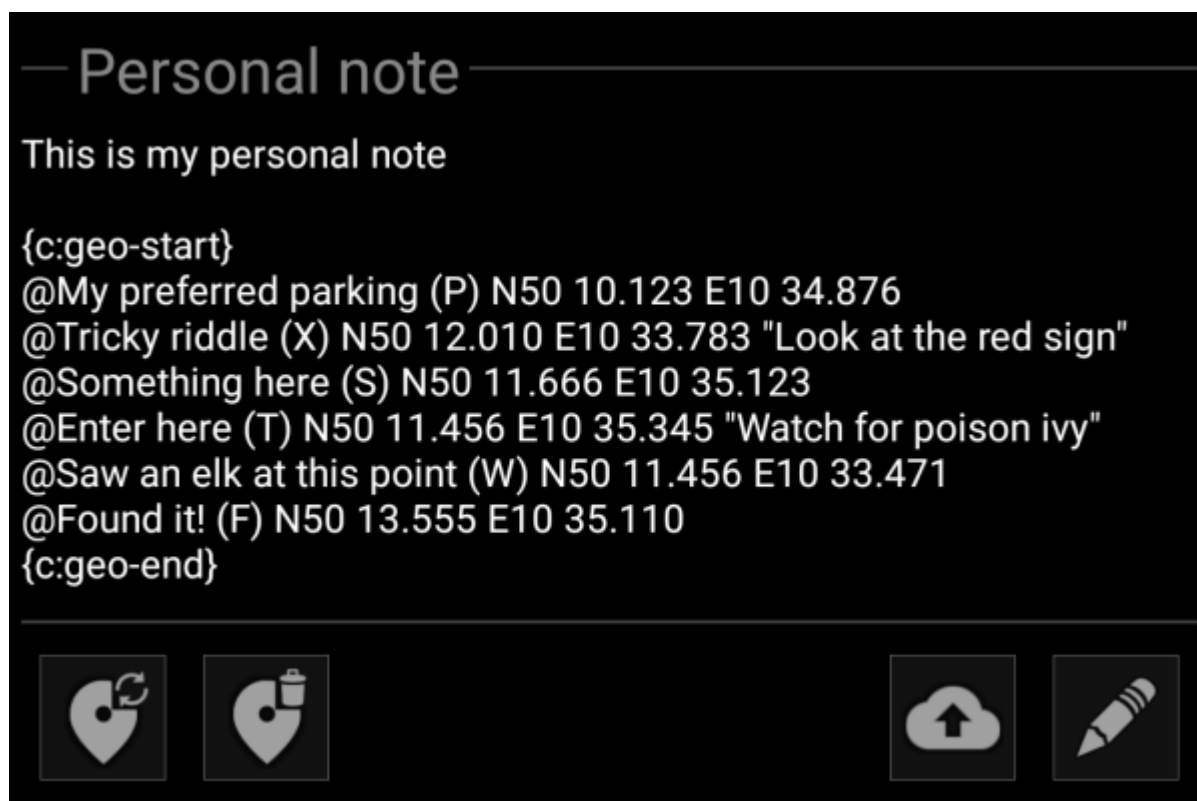 Personal note
This is my personal note
{c:geo-start}
@My preferred parking (P) N50 10.123 E10 34.876
@Tricky riddle (X) N50 12.010 E10 33.783 "Look at the red sign"
@Something here (S) N50 11.666 E10 35.123
@Enter here (T) N50 11.456 E10 35.345 "Watch for poison ivy"
@Saw an elk at this point (W) N50 11.456 E10 33.471
@Found it! (F) N50 13.555 E10 35.110
{c:geo-end}